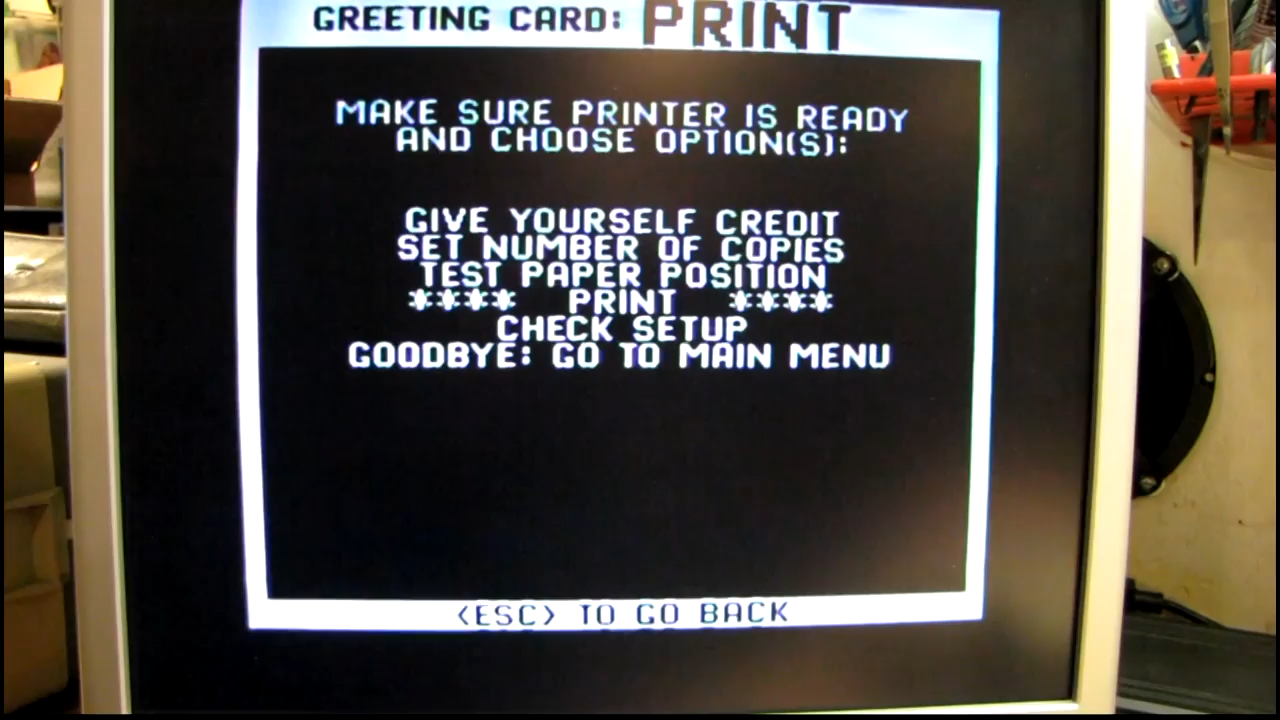 GREETING CARD: PRINT
MAKE SURE PRINTER IS READY
AND CHOOSE OPTION(S):
GIVE YOURSELF CREDIT
SET NUMBER OF COPIES
TEST PAPER POSITION
**** PRINT ****
CHECK SETUP
GOODBYE: GO TO MAIN MENU
<ESC> TO GO BACK